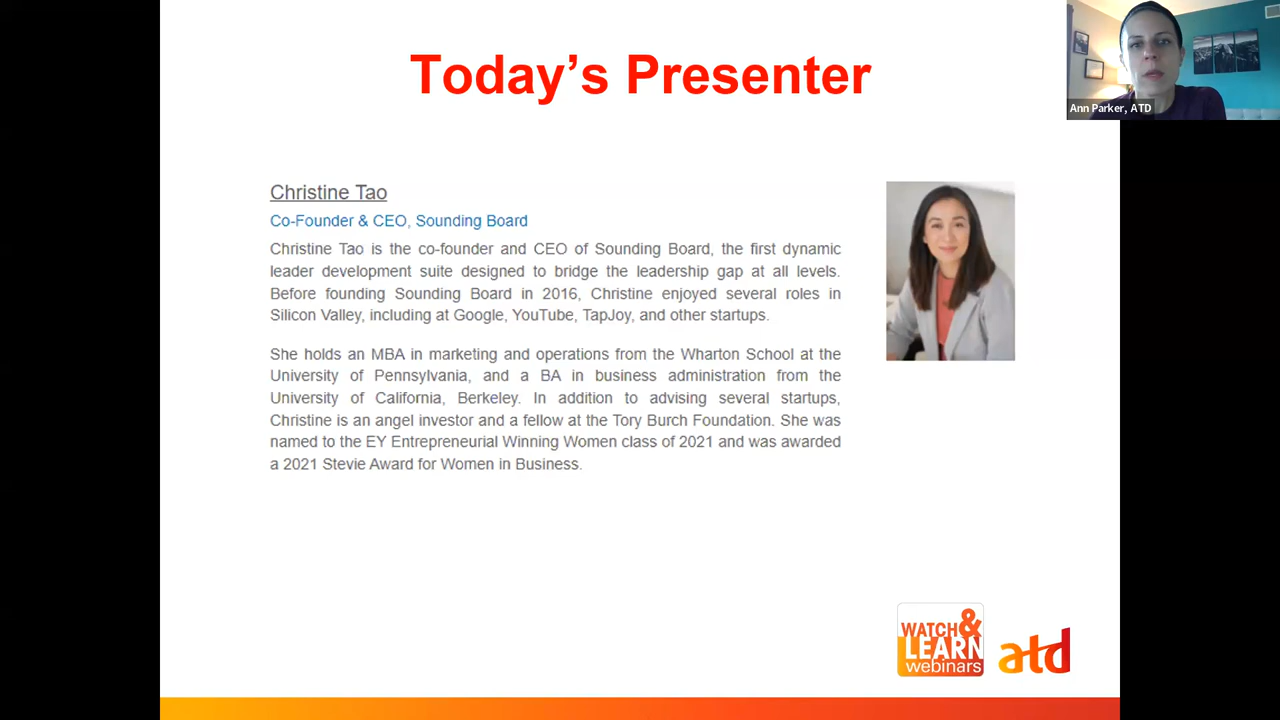 Today’s Presenter
Ann Parker, ATD
Christine Tao
Co-Founder & CEO, Sounding Board
Christine Tao is the co-founder and CEO of Sounding Board, the first dynamic
leader development suite designed to bridge the leadership gap at all levels.
Before founding Sounding Board in 2016, Christine enjoyed several roles in
Silicon Valley, including at Google, YouTube, TapJoy, and other startups.
She holds an MBA in marketing and operations from the Wharton School at the
University of Pennsylvania, and a BA in business administration from the
University of California, Berkeley. In addition to advising several startups,
Christine is an angel investor and a fellow at the Tory Burch Foundation. She was
named to the EY Entrepreneurial Winning Women class of 2021 and was awarded
a 2021 Stevie Award for Women in Business.
WATCH &
LEARN
webinars
atd